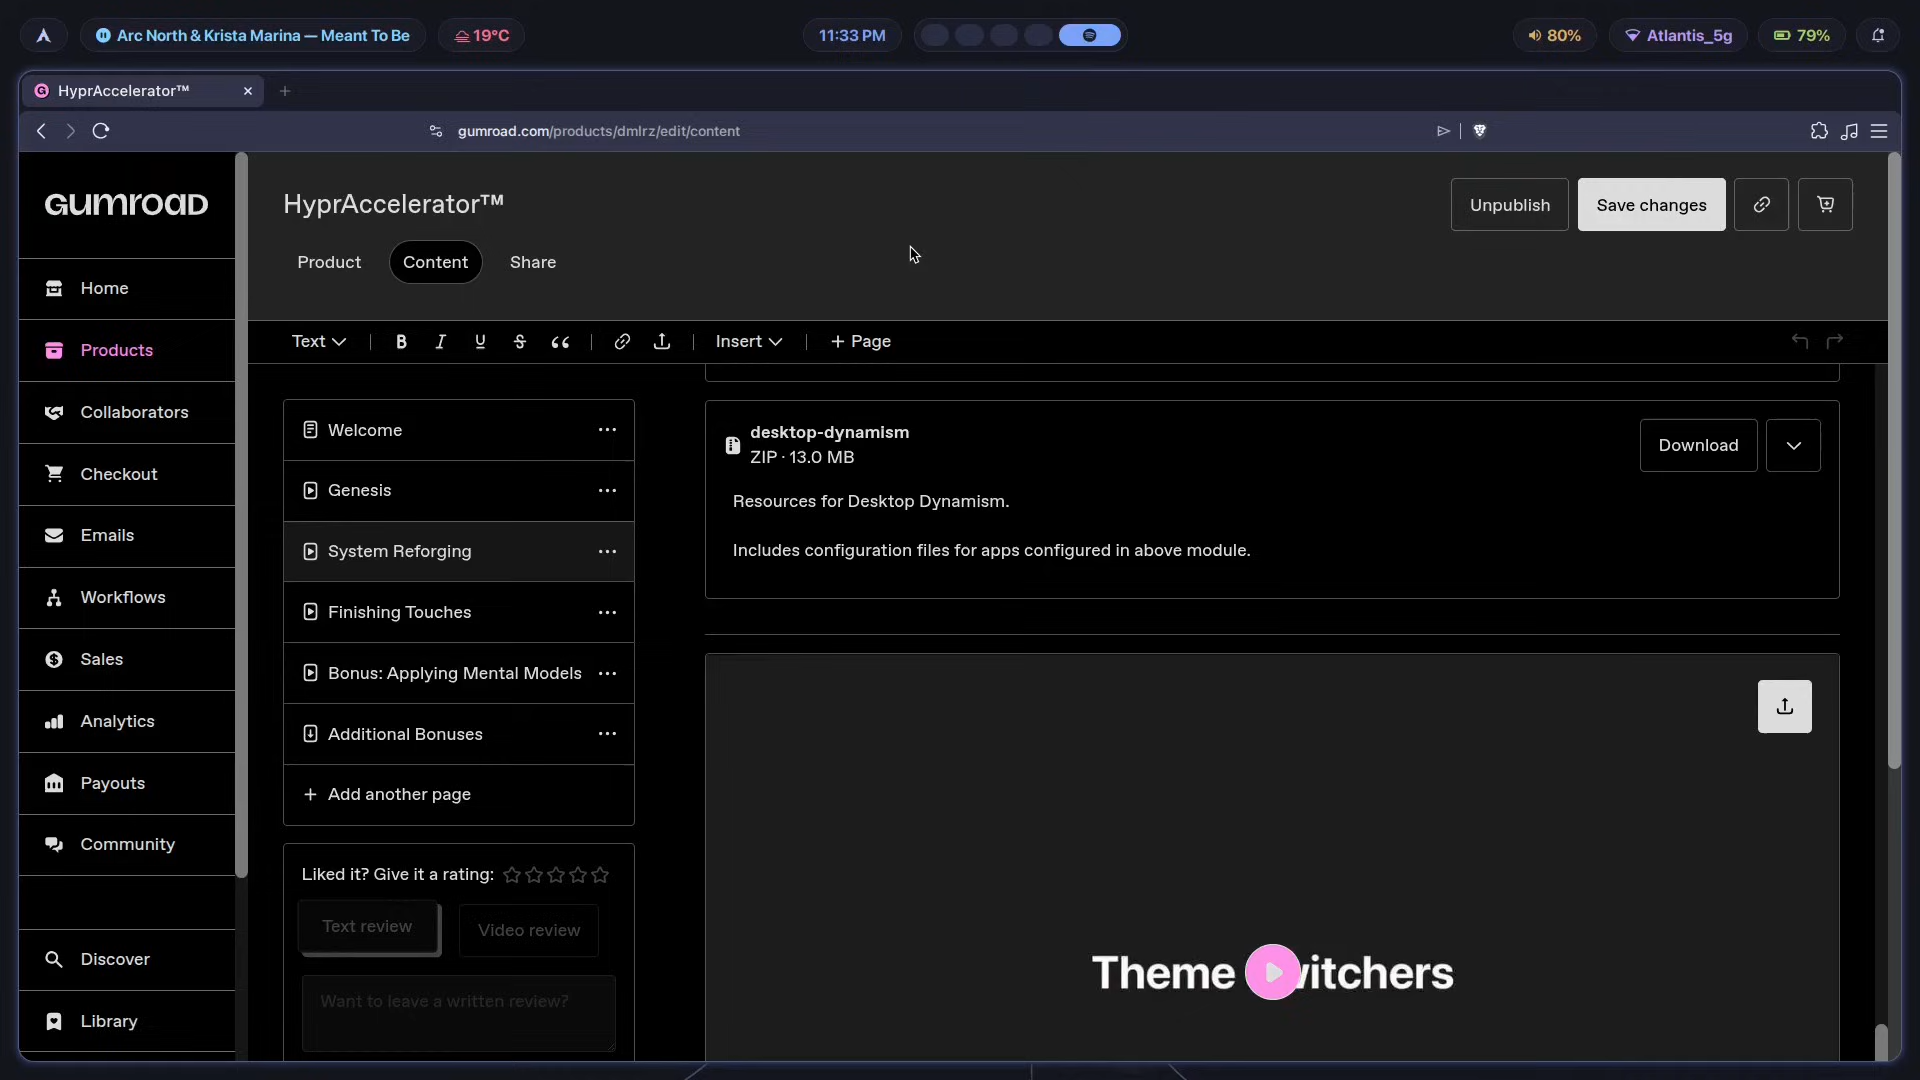 Arc North & Krista Marina — Meant To Be
19°C
11:33 PM
80%
Atlantis_5g
79%
HyprAccelerator™
gumroad.com/products/dmlrz/edit/content
GUMROAD
Home
Products
Collaborators
Checkout
Emails
Workflows
Sales
Analytics
Payouts
Community
Discover
Library
HyprAccelerator™
Unpublish
Save changes
Product
Content
Share
Text
B
I
U
S
Insert
+ Page
Welcome
Genesis
System Reforging
Finishing Touches
Bonus: Applying Mental Models
Additional Bonuses
+ Add another page
Liked it? Give it a rating:
Text review
Video review
Want to leave a written review?
desktop-dynamism
ZIP · 13.0 MB
Download
Resources for Desktop Dynamism.
Includes configuration files for apps configured in above module.
Theme